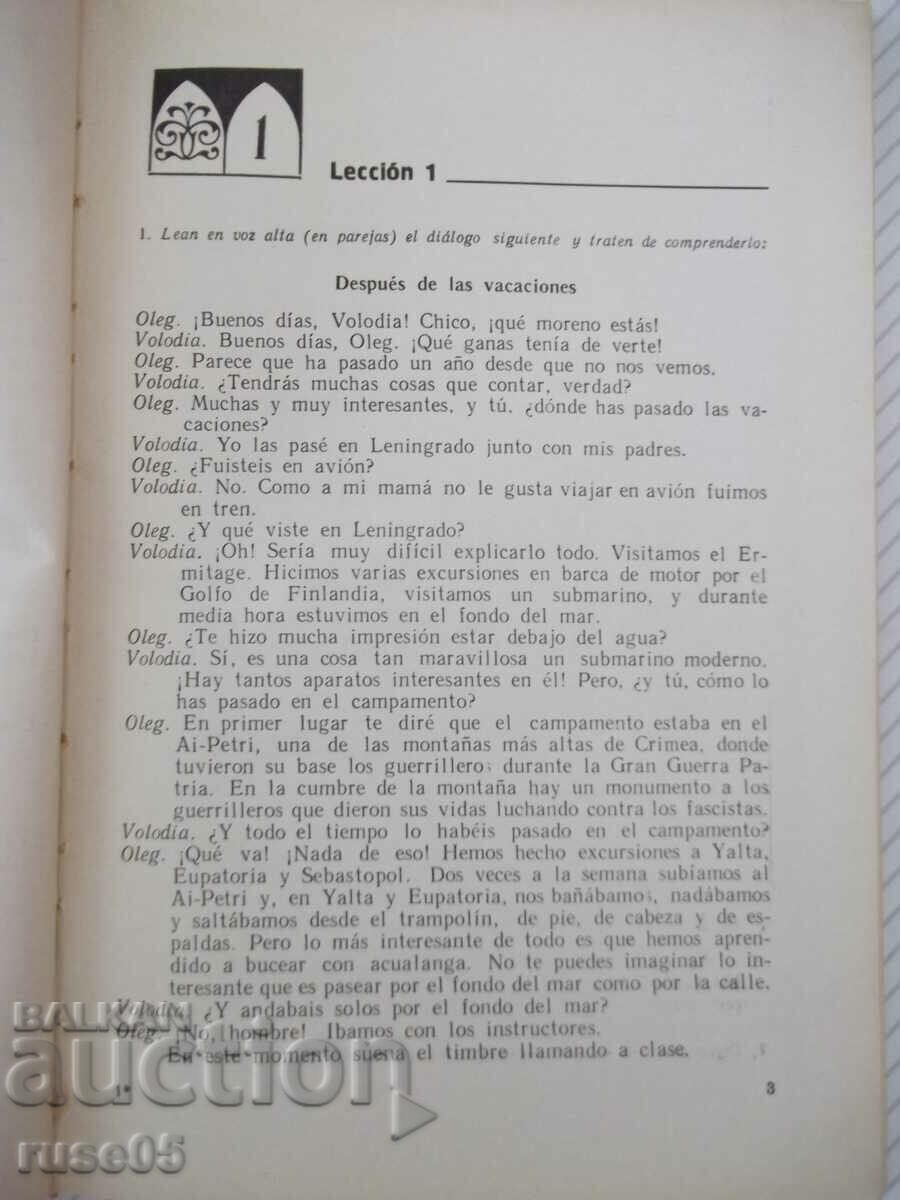 1
Lección 1
1. Lean en voz alta (en parejas) el diálogo siguiente y traten de comprenderlo:
Después de las vacaciones
Oleg. ¡Buenos días, Volodia! Chico, ¡qué moreno estás!
Volodia. Buenos días, Oleg. ¡Qué ganas tenía de verte!
Oleg. Parece que ha pasado un año desde que no nos vemos.
Volodia. ¿Tendrás muchas cosas que contar, verdad?
Oleg. Muchas y muy interesantes, y tú, ¿dónde has pasado las va-
caciones?
Volodia. Yo las pasé en Leningrado junto con mis padres.
Oleg. ¿Fuisteis en avión?
Volodia. No. Como a mi mamá no le gusta viajar en avión fuimos
en tren.
Oleg. ¿Y qué viste en Leningrado?
Volodia. ¡Oh! Sería muy difícil explicarlo todo. Visitamos el Er-
mitage. Hicimos varias excursiones en barca de motor por el
Golfo de Finlandia, visitamos un submarino, y durante
media hora estuvimos en el fondo del mar.
Oleg. ¿Te hizo mucha impresión estar debajo del agua?
Volodia. Sí, es una cosa tan maravillosa un submarino moderno.
¡Hay tantos aparatos interesantes en él! Pero, ¿y tú, cómo lo
has pasado en el campamento?
Oleg. En primer lugar te diré que el campamento estaba en el
Ai-Petri, una de las montañas más altas de Crimea, donde
tuvieron su base los guerrilleros durante la Gran Guerra Pa-
tria. En la cumbre de la montaña hay un monumento a los
guerrilleros que dieron sus vidas luchando contra los fascistas.
Volodia. ¿Y todo el tiempo lo habéis pasado en el campamento?
Oleg. ¡Qué va! ¡Nada de eso! Hemos hecho excursiones a Yalta,
Eupatoria y Sebastopol. Dos veces a la semana subíamos al
Ai-Petri y, en Yalta y Eupatoria, nos bañábamos, nadábamos
y saltábamos desde el trampolín, de pie, de cabeza y de es-
paldas. Pero lo más interesante de todo es que hemos apren-
dido a bucear con acualanga. No te puedes imaginar lo in-
teresante que es pasear por el fondo del mar como por la calle.
Volodia. ¿Y andabais solos por el fondo del mar?
Oleg. ¡No, hombre! Ibamos con los instructores.
En este momento suena el timbre llamando a clase.
1*
3
BALKAN
auction
ruse05